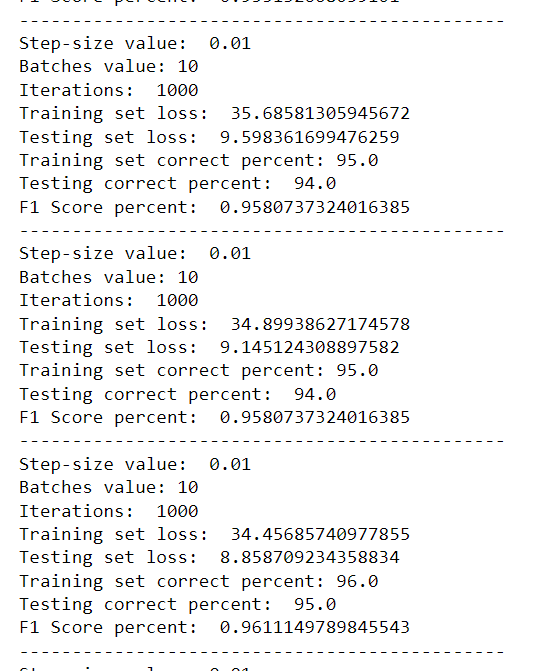 -----------------------------------------------
Step-size value:  0.01
Batches value: 10
Iterations:  1000
Training set loss:  35.68581305945672
Testing set loss:  9.598361699476259
Training set correct percent: 95.0
Testing correct percent:  94.0
F1 Score percent:  0.9580737324016385
-----------------------------------------------
Step-size value:  0.01
Batches value: 10
Iterations:  1000
Training set loss:  34.89938627174578
Testing set loss:  9.145124308897582
Training set correct percent: 95.0
Testing correct percent:  94.0
F1 Score percent:  0.9580737324016385
-----------------------------------------------
Step-size value:  0.01
Batches value: 10
Iterations:  1000
Training set loss:  34.45685740977855
Testing set loss:  8.858709234358834
Training set correct percent: 96.0
Testing correct percent:  95.0
F1 Score percent:  0.9611149789845543
-----------------------------------------------